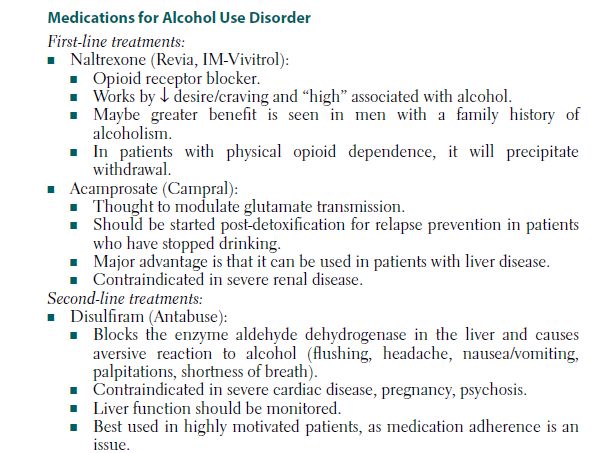 Medications for Alcohol Use Disorder
First-line treatments:
■ Naltrexone (Revia, IM-Vivitrol):
■ Opioid receptor blocker.
■ Works by ↓ desire/craving and “high” associated with alcohol.
■ Maybe greater benefit is seen in men with a family history of
alcoholism.
■ In patients with physical opioid dependence, it will precipitate
withdrawal.
■ Acamprosate (Campral):
■ Thought to modulate glutamate transmission.
■ Should be started post-detoxification for relapse prevention in patients
who have stopped drinking.
■ Major advantage is that it can be used in patients with liver disease.
■ Contraindicated in severe renal disease.
Second-line treatments:
■ Disulfiram (Antabuse):
■ Blocks the enzyme aldehyde dehydrogenase in the liver and causes
aversive reaction to alcohol (flushing, headache, nausea/vomiting,
palpitations, shortness of breath).
■ Contraindicated in severe cardiac disease, pregnancy, psychosis.
■ Liver function should be monitored.
■ Best used in highly motivated patients, as medication adherence is an
issue.